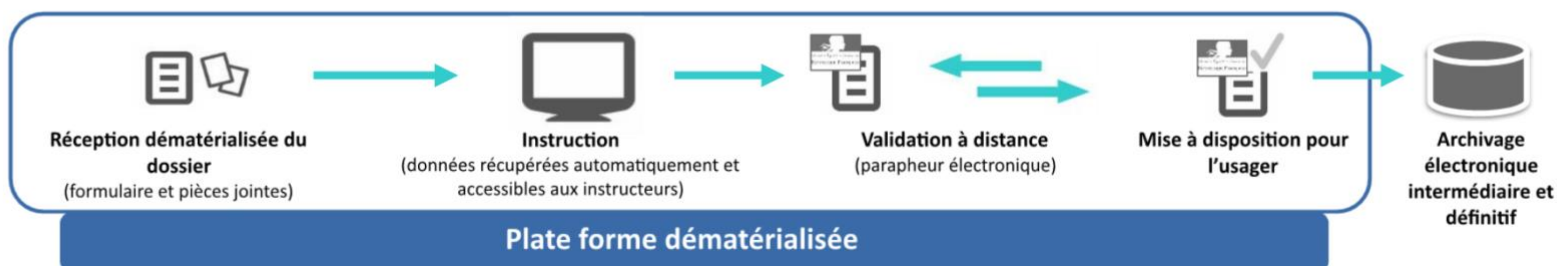 Réception dématérialisée du
dossier
(formulaire et pièces jointes)
Instruction
(données récupérées automatiquement et
accessibles aux instructeurs)
Validation à distance
(parapheur électronique)
Mise à disposition pour
l'usager
Archivage
électronique
intermédiaire et
définitif
Plate forme dématérialisée